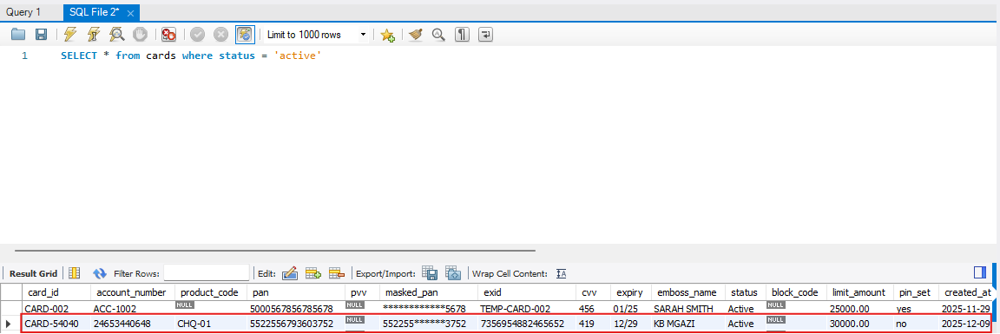 Query 1 SQL File 2*
Limit to 1000 rows
1 SELECT * from cards where status = 'active'
Result Grid Filter Rows: Edit: Export/Import: Wrap Cell Content:
card_id account_number product_code pan pvv masked_pan exid cvv expiry emboss_name status block_code limit_amount pin_set created_at
CARD-002 ACC-1002 NULL 5000567856785678 NULL ************5678 TEMP-CARD-002 456 01/25 SARAH SMITH Active NULL 25000.00 yes 2025-11-29
CARD-54040 24653440648 CHQ-01 5522556793603752 NULL 552255******3752 7356954882465652 419 12/29 KB MGAZI Active NULL 30000.00 no 2025-12-09